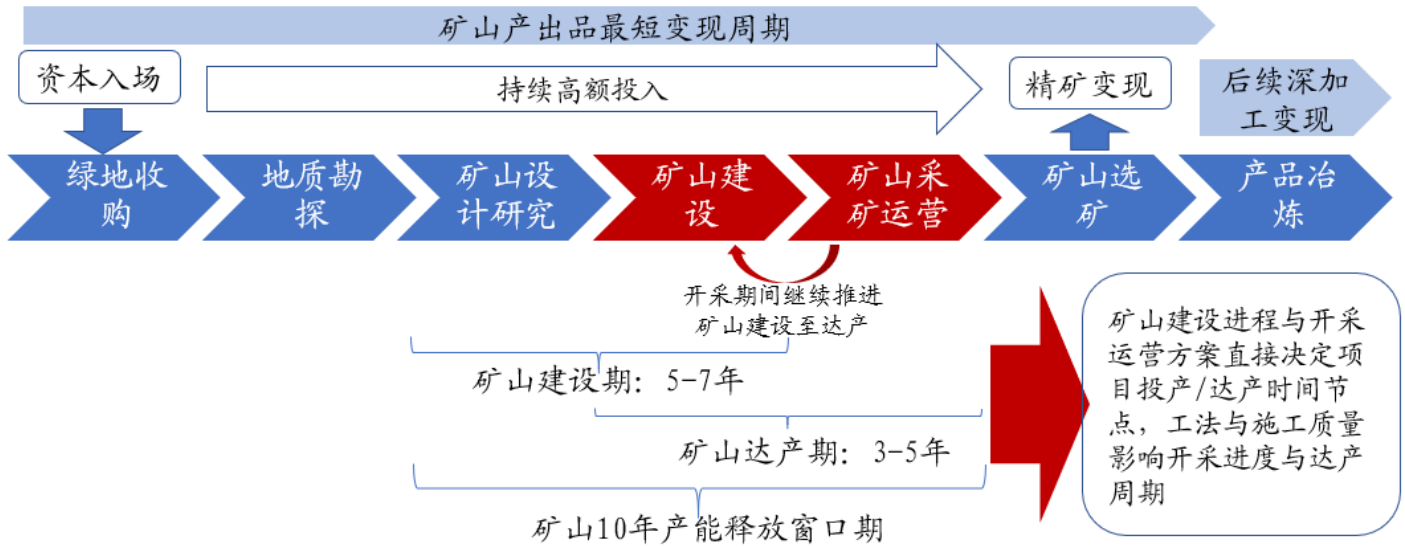 矿山产出品最短变现周期
资本入场
持续高额投入
精矿变现
后续深加
工变现
绿地收
购
地质勘
探
矿山设
计研究
矿山建
设
矿山采
矿运营
矿山选
矿
产品冶
炼
开采期间继续推进
矿山建设至达产
矿山建设期：5-7年
矿山达产期：3-5年
矿山10年产能释放窗口期
矿山建设进程与开采
运营方案直接决定项
目投产/达产时间节
点，工法与施工质量
影响开采进度与达产
周期